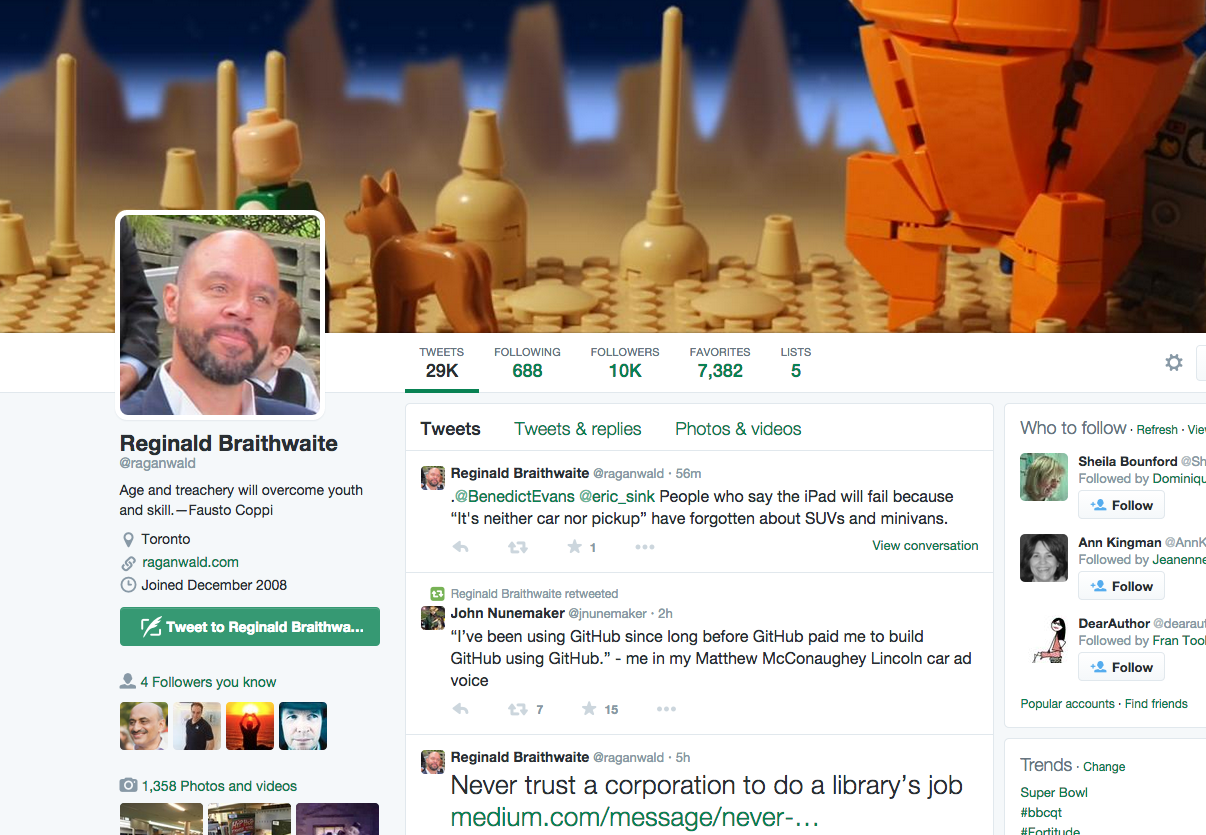 TWEETS FOLLOWING FOLLOWERS FAVORITES LISTS
29K 688 10K 7,382 5
Reginald Braithwaite
@raganwald
Age and treachery will overcome youth
and skill.—Fausto Coppi
Toronto
raganwald.com
Joined December 2008
Tweet to Reginald Braithwa...
4 Followers you know
1,358 Photos and videos
Tweets Tweets & replies Photos & videos
Reginald Braithwaite @raganwald · 56m
.@BenedictEvans @eric_sink People who say the iPad will fail because
“It's neither car nor pickup” have forgotten about SUVs and minivans.
1
View conversation
Reginald Braithwaite retweeted
John Nunemaker @jnunemaker · 2h
“I’ve been using GitHub since long before GitHub paid me to build
GitHub using GitHub.” - me in my Matthew McConaughey Lincoln car ad
voice
7 15
Reginald Braithwaite @raganwald · 5h
Never trust a corporation to do a library’s job
medium.com/message/never-…
Who to follow · Refresh · Vie
Sheila Bounford @Sh
Followed by Dominiqu
Follow
Ann Kingman @AnnK
Followed by Jeanenne
Follow
DearAuthor @dearaut
Followed by Fran Tool
Follow
Popular accounts · Find friends
Trends · Change
Super Bowl
#bbcqt
#Fortitude